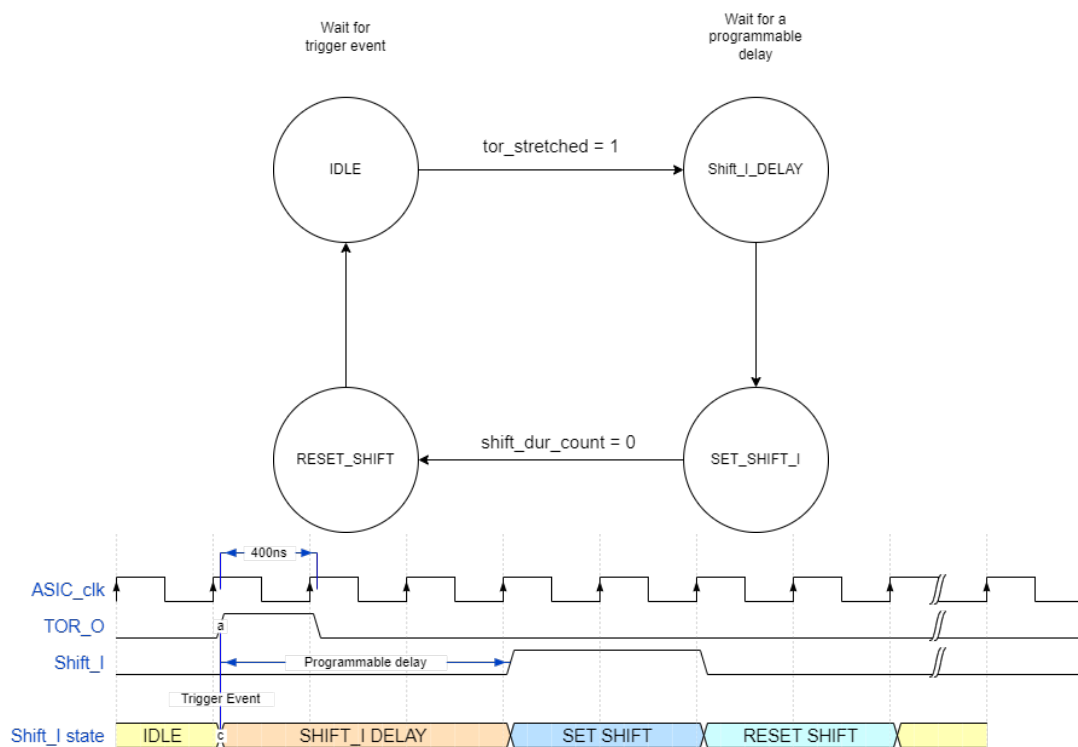 Wait for
trigger event
Wait for a
programmable
delay
IDLE
tor_stretched = 1
Shift_I_DELAY
RESET_SHIFT
shift_dur_count = 0
SET_SHIFT_I
400ns
ASIC_clk
TOR_O
a
Shift_I
Programmable delay
Trigger Event
Shift_I state
IDLE
c
SHIFT_I DELAY
SET SHIFT
RESET SHIFT